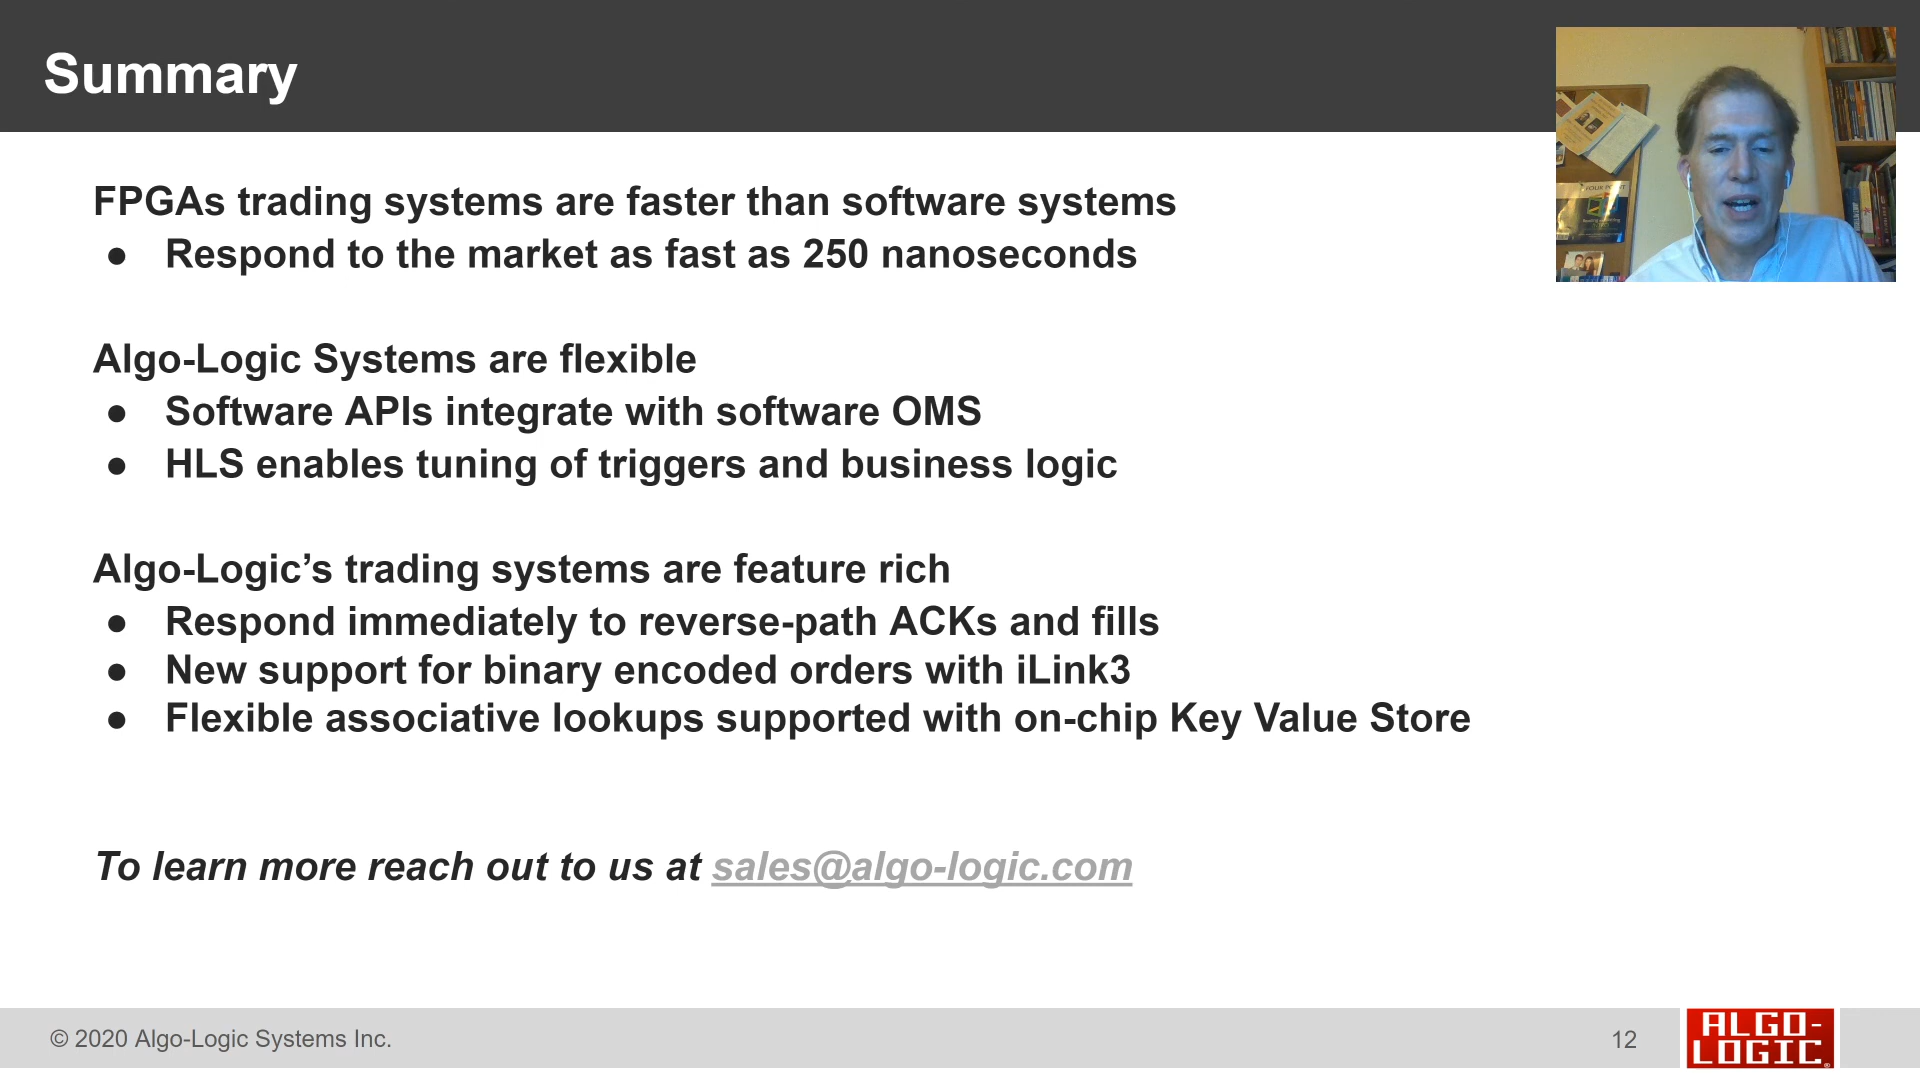 Summary
FPGAs trading systems are faster than software systems
● Respond to the market as fast as 250 nanoseconds
Algo-Logic Systems are flexible
● Software APIs integrate with software OMS
● HLS enables tuning of triggers and business logic
Algo-Logic’s trading systems are feature rich
● Respond immediately to reverse-path ACKs and fills
● New support for binary encoded orders with iLink3
● Flexible associative lookups supported with on-chip Key Value Store
To learn more reach out to us at sales@algo-logic.com
© 2020 Algo-Logic Systems Inc.
12
ALGO-
LOGIC®